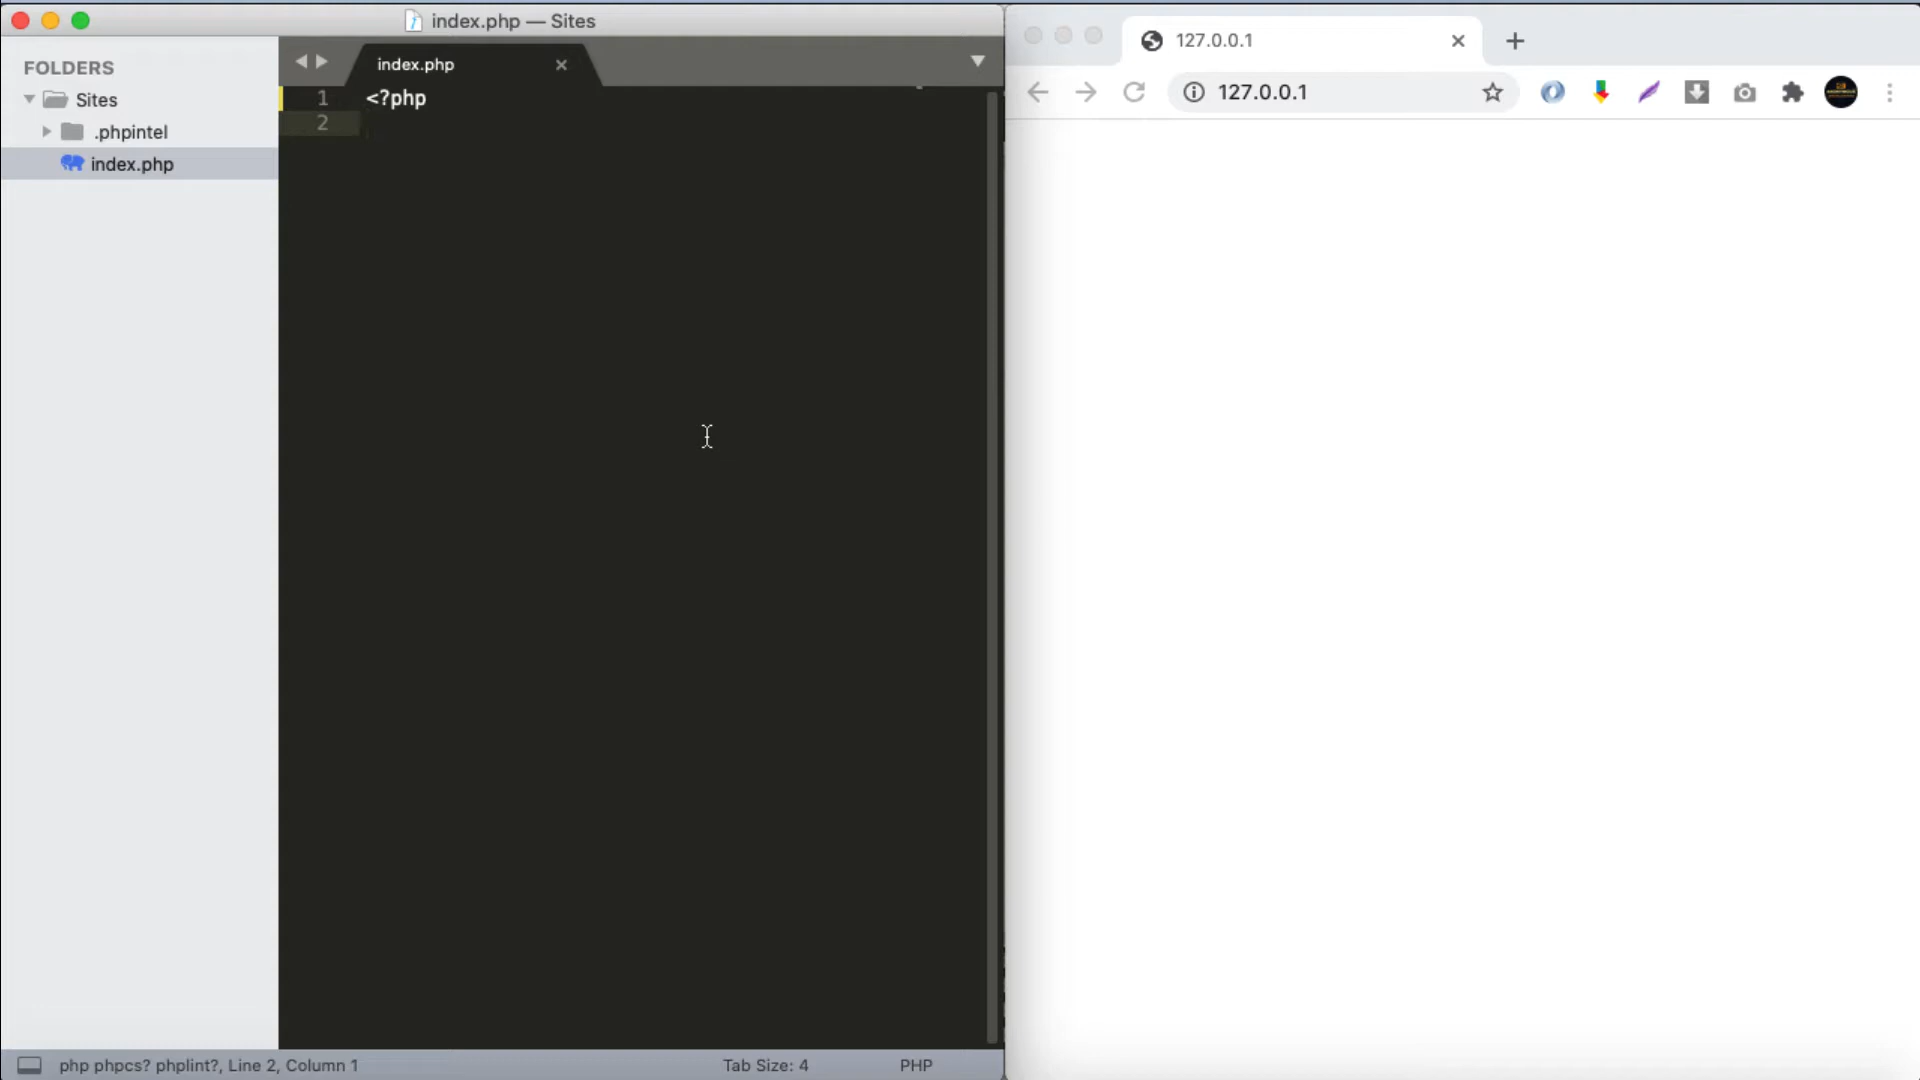 index.php — Sites
FOLDERS
Sites
.phpintel
index.php
index.php
1 <?php
2
php phpcs? phplint?, Line 2, Column 1
Tab Size: 4
PHP
127.0.0.1
127.0.0.1